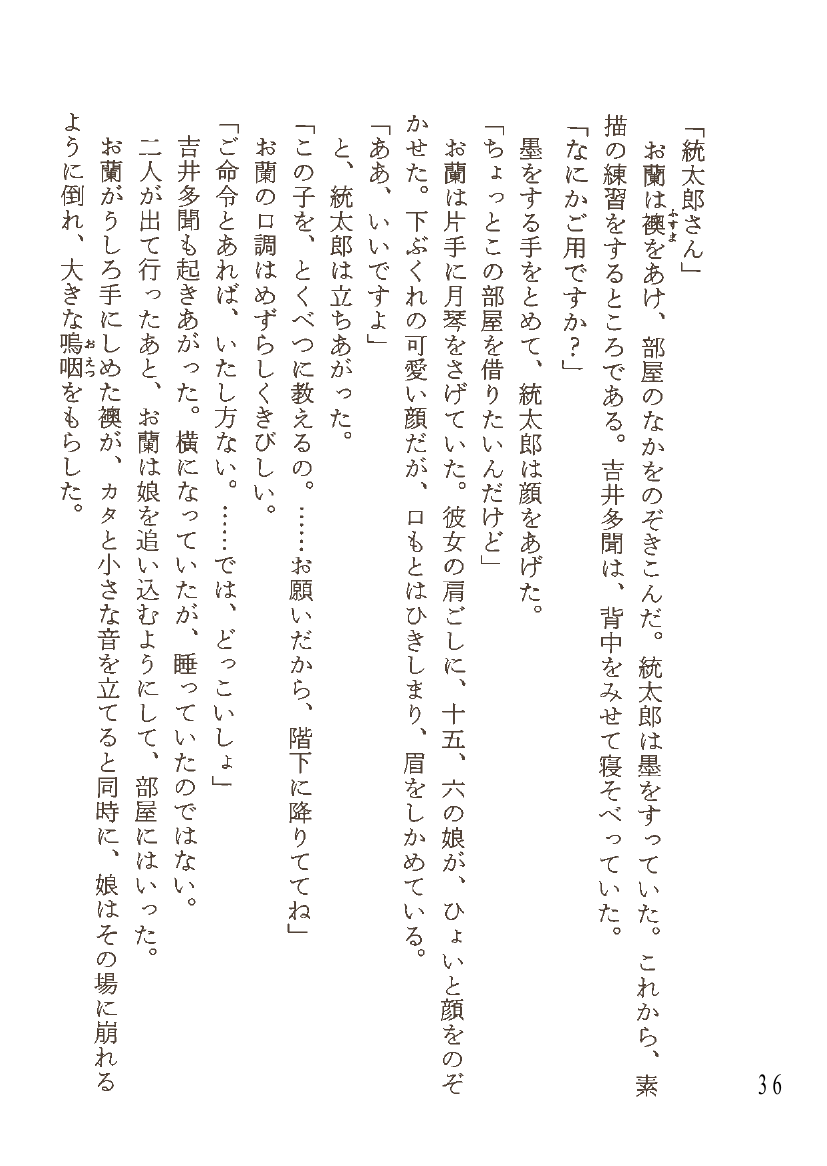 「統太郎さん」
お蘭は襖をあけ、部屋のなかをのぞきこんだ。統太郎は墨をすっていた。これから、素
描の練習をするところである。吉井多聞は、背中をみせて寝そべっていた。
「なにかご用ですか?」
墨をする手をとめて、統太郎は顔をあげた。
「ちょっとこの部屋を借りたいんだけど」
お蘭は片手に月琴をさげていた。彼女の肩ごしに、十五、六の娘が、ひょいと顔をのぞ
かせた。下ぶくれの可愛い顔だが、口もとはひきしまり、眉をしかめている。
「ああ、いいですよ」
と、統太郎は立ちあがった。
「この子を、とくべつに教えるの。……お願いだから、階下に降りててね」
お蘭の口調はめずらしくきびしい。
「ご命令とあれば、いたし方ない。……では、どっこいしょ」
吉井多聞も起きあがった。横になっていたが、睡っていたのではない。
二人が出て行ったあと、お蘭は娘を追い込むようにして、部屋にはいった。
お蘭がうしろ手にしめた襖が、カタと小さな音を立てると同時に、娘はその場に崩れる
ように倒れ、大きな嗚咽をもらした。
ふすま
おえつ
36